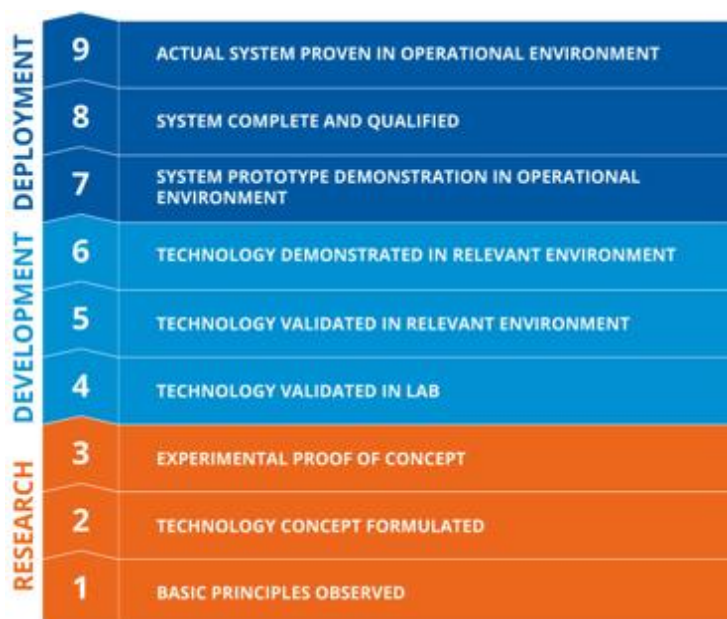 DEPLOYMENT
9
ACTUAL SYSTEM PROVEN IN OPERATIONAL ENVIRONMENT
8
SYSTEM COMPLETE AND QUALIFIED
7
SYSTEM PROTOTYPE DEMONSTRATION IN OPERATIONAL
ENVIRONMENT
DEVELOPMENT
6
TECHNOLOGY DEMONSTRATED IN RELEVANT ENVIRONMENT
5
TECHNOLOGY VALIDATED IN RELEVANT ENVIRONMENT
4
TECHNOLOGY VALIDATED IN LAB
RESEARCH
3
EXPERIMENTAL PROOF OF CONCEPT
2
TECHNOLOGY CONCEPT FORMULATED
1
BASIC PRINCIPLES OBSERVED